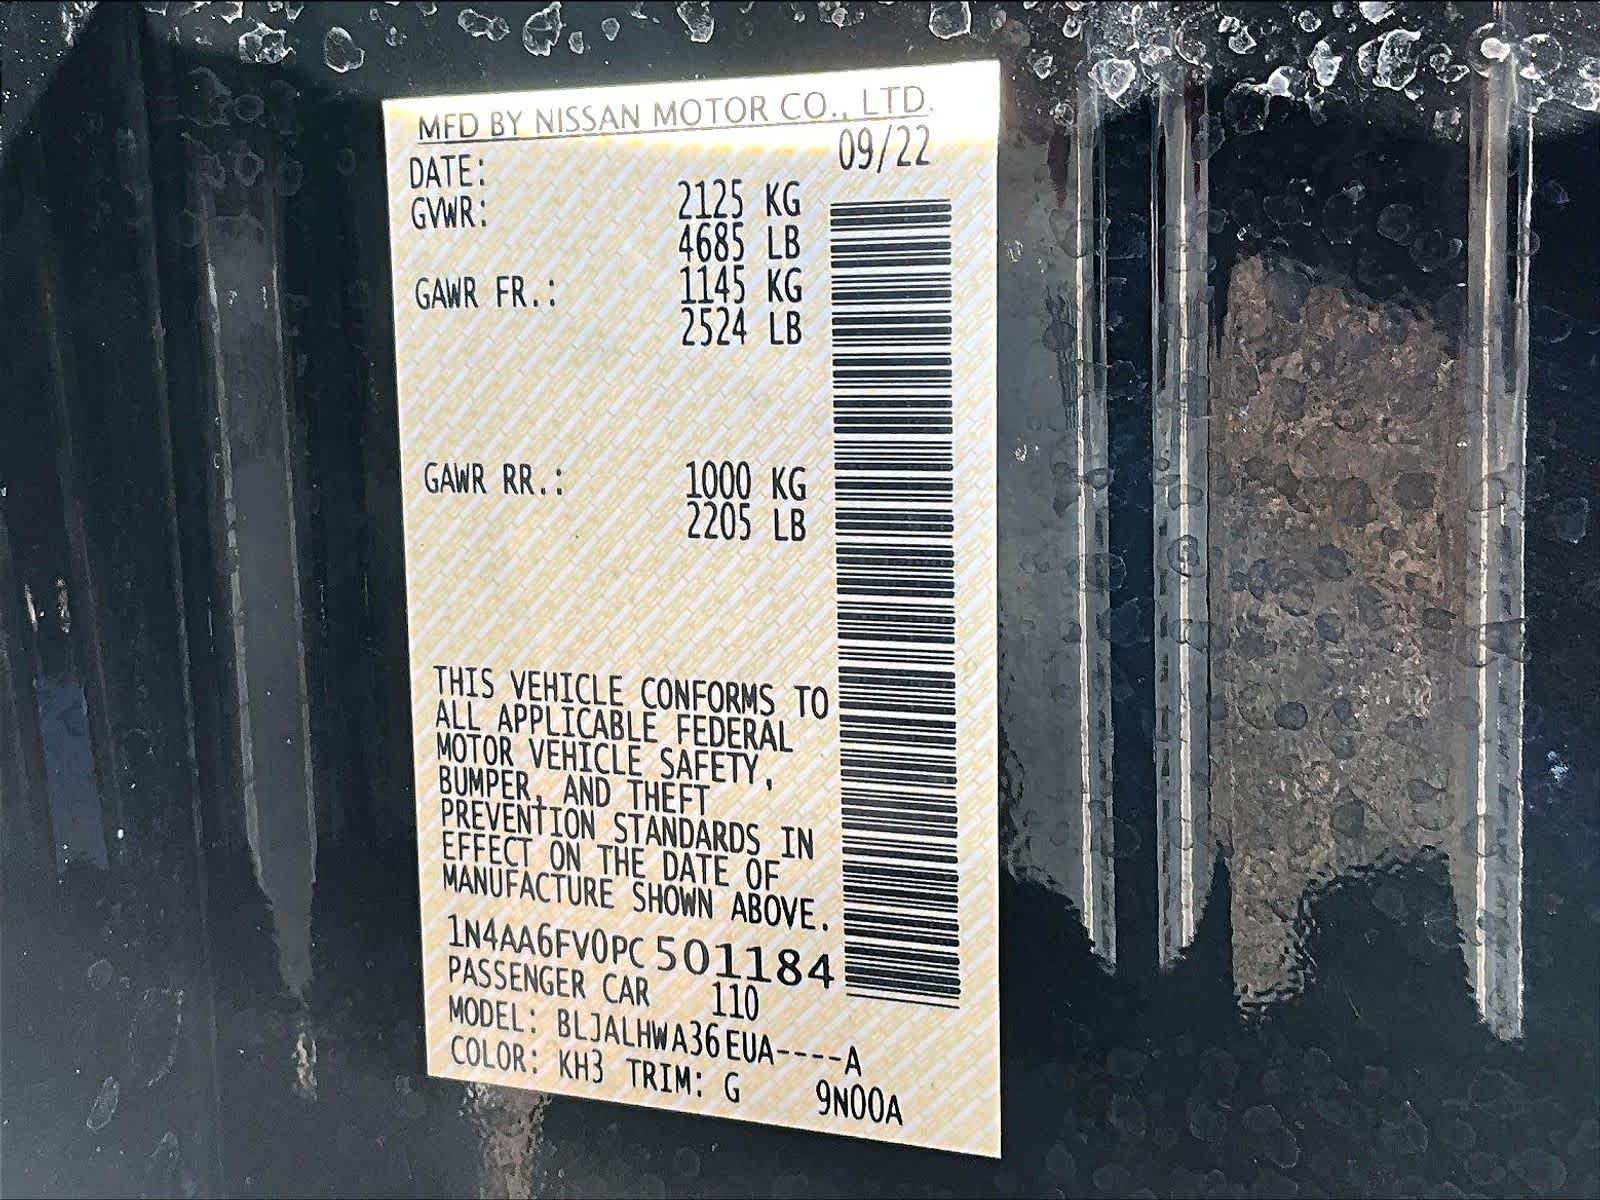 MFD BY NISSAN MOTOR CO., LTD.
DATE: 09/22
GVWR: 2125 KG
4685 LB
GAWR FR.: 1145 KG
2524 LB
GAWR RR.: 1000 KG
2205 LB
THIS VEHICLE CONFORMS TO
ALL APPLICABLE FEDERAL
MOTOR VEHICLE SAFETY,
BUMPER, AND THEFT
PREVENTION STANDARDS IN
EFFECT ON THE DATE OF
MANUFACTURE SHOWN ABOVE.
1N4AA6FV0PC501184
PASSENGER CAR 110
MODEL: BLJALHWA36EUA----A
COLOR: KH3 TRIM: G 9N00A